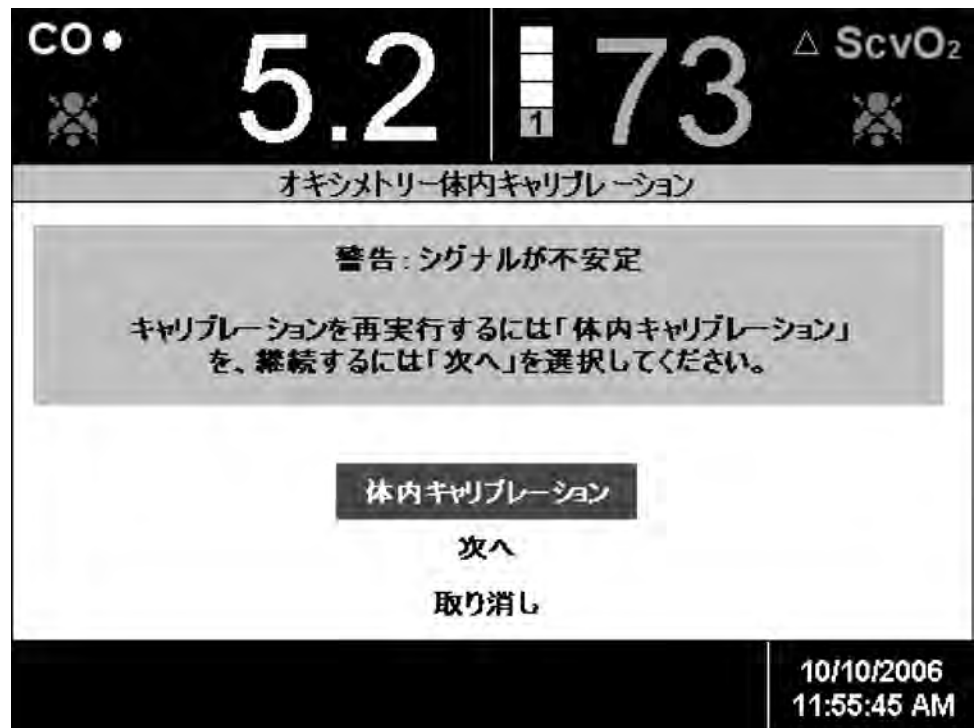 CO
5.2
1
73
△ ScvO₂
オキシメトリー体内キャリブレーション
警告:シグナルが不安定
キャリブレーションを再実行するには「体内キャリブレーション」
を、継続するには「次へ」を選択してください。
体内キャリブレーション
次へ
取り消し
10/10/2006
11:55:45 AM